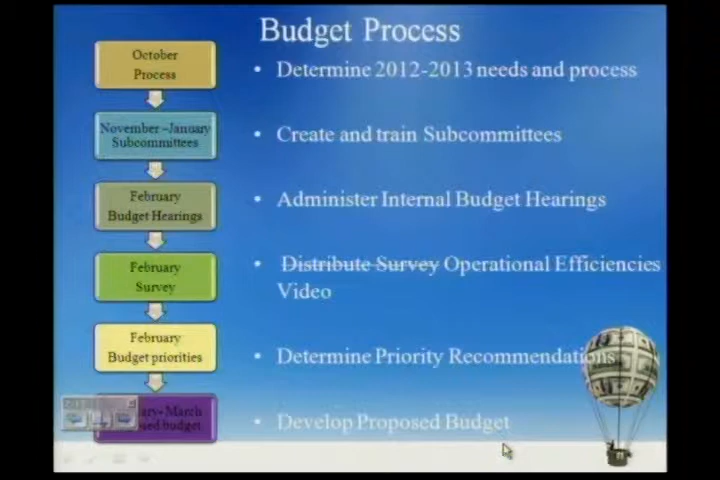 Budget Process
October
Process
• Determine 2012-2013 needs and process
November –January
Subcommittees
• Create and train Subcommittees
February
Budget Hearings
• Administer Internal Budget Hearings
February
Survey
• Distribute Survey Operational Efficiencies
Video
February
Budget priorities
• Determine Priority Recommendations
March
budget
• Develop Proposed Budget